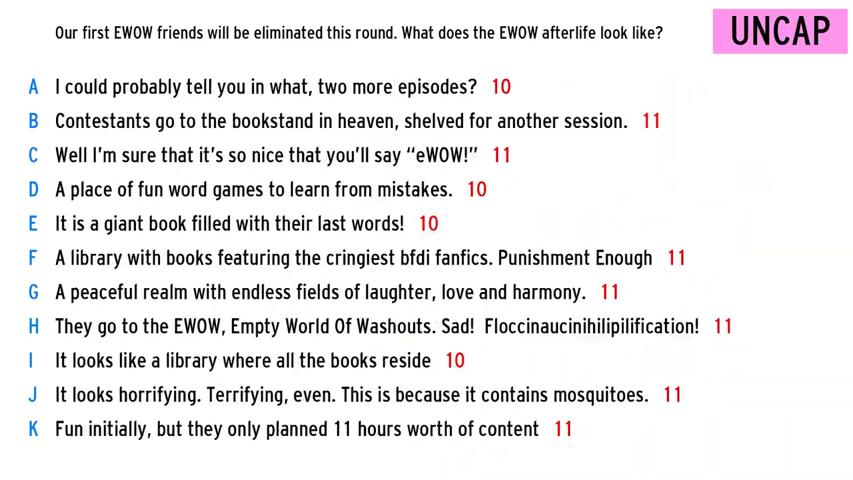 Our first EWOW friends will be eliminated this round. What does the EWOW afterlife look like?
UNCAP
A I could probably tell you in what, two more episodes? 10
B Contestants go to the bookstand in heaven, shelved for another session. 11
C Well I'm sure that it's so nice that you'll say “eWOW!” 11
D A place of fun word games to learn from mistakes. 10
E It is a giant book filled with their last words! 10
F A library with books featuring the cringiest bfdi fanfics. Punishment Enough 11
G A peaceful realm with endless fields of laughter, love and harmony. 11
H They go to the EWOW, Empty World Of Washouts. Sad! Floccinaucinihilipilification! 11
I It looks like a library where all the books reside 10
J It looks horrifying. Terrifying, even. This is because it contains mosquitoes. 11
K Fun initially, but they only planned 11 hours worth of content 11